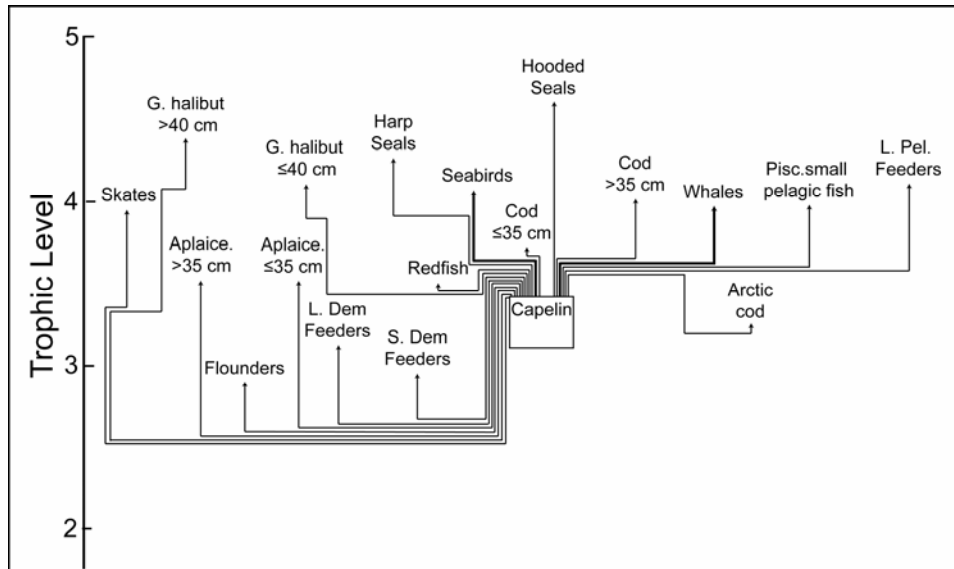 Trophic Level
5
4
3
2
Hooded
Seals
G. halibut
>40 cm
Harp
Seals
G. halibut
≤40 cm
Seabirds
Cod
≤35 cm
Cod
>35 cm
Whales
Pisc.small
pelagic fish
L. Pel.
Feeders
Skates
Aplaice.
>35 cm
Aplaice.
≤35 cm
Redfish
Capelin
Arctic
cod
L. Dem
Feeders
S. Dem
Feeders
Flounders